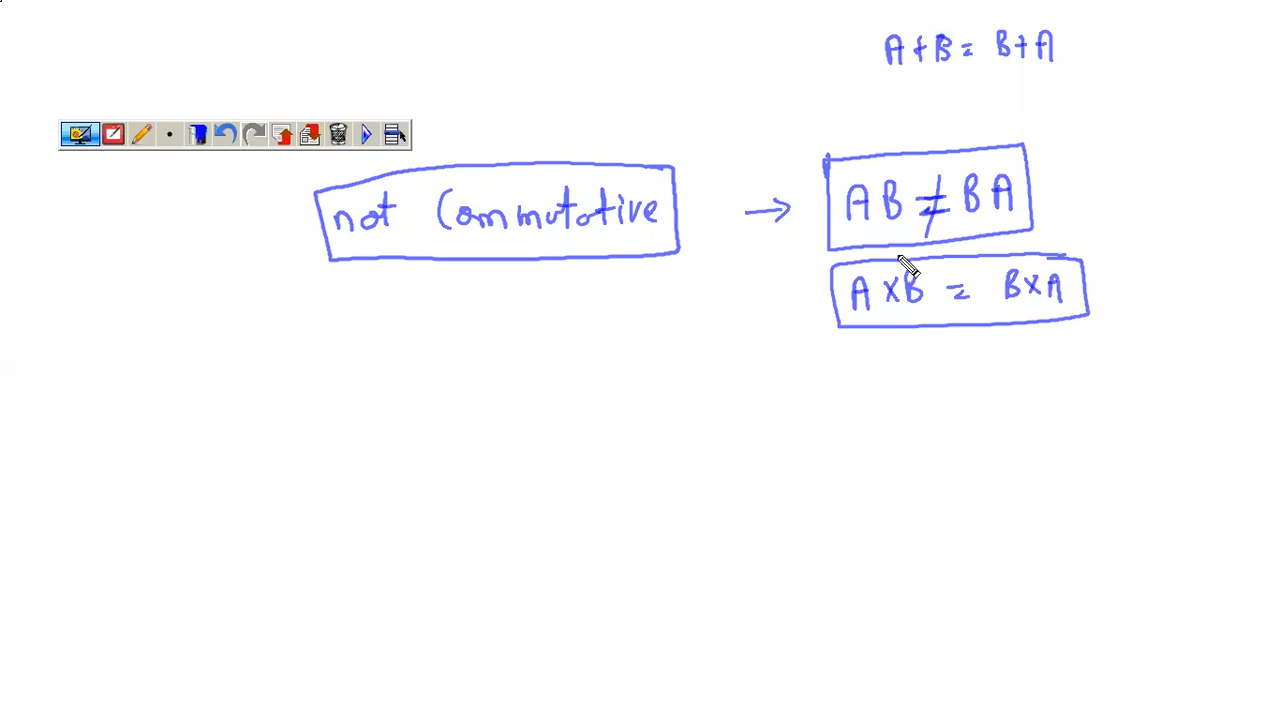 A+B = B+A
not Commutative → AB ≠ BA
A×B = B×A